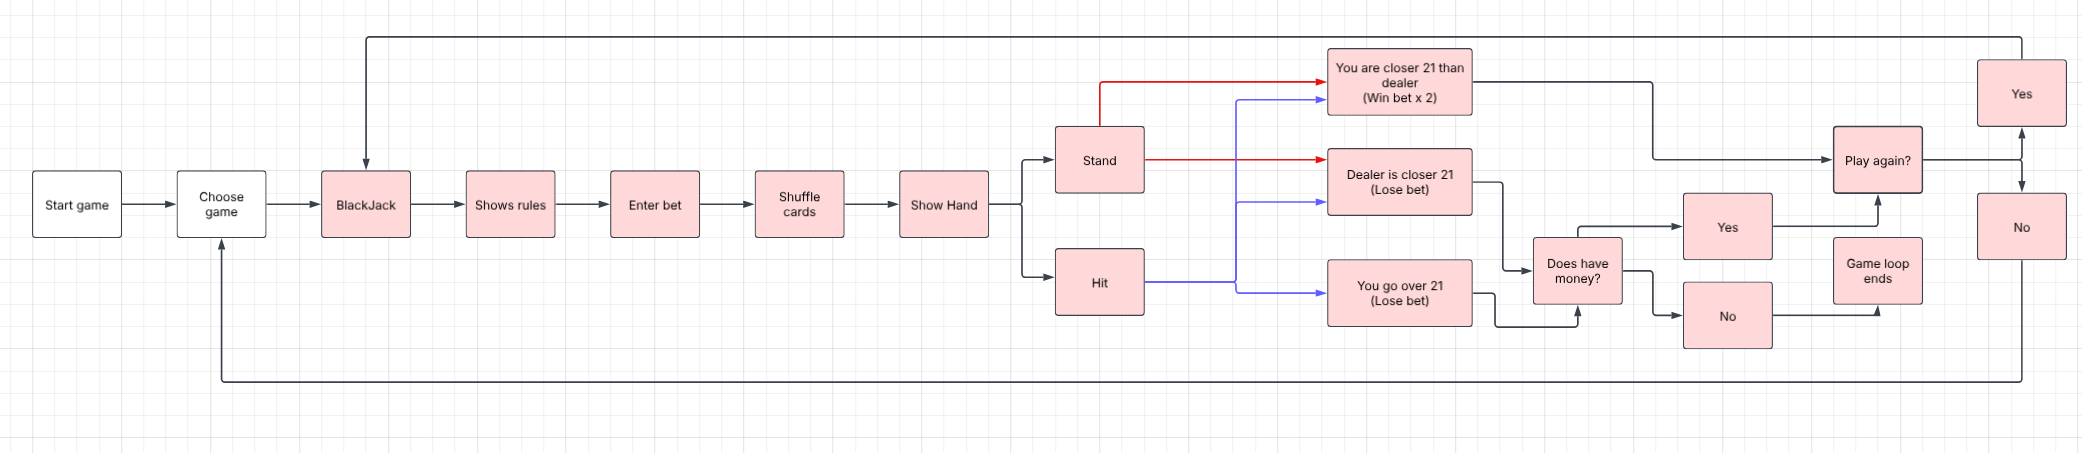 Start game
Choose
game
BlackJack
Shows rules
Enter bet
Shuffle
cards
Show Hand
Stand
Hit
You are closer 21 than
dealer
(Win bet x 2)
Dealer is closer 21
(Lose bet)
You go over 21
(Lose bet)
Does have
money?
Yes
No
Play again?
Game loop
ends
Yes
No